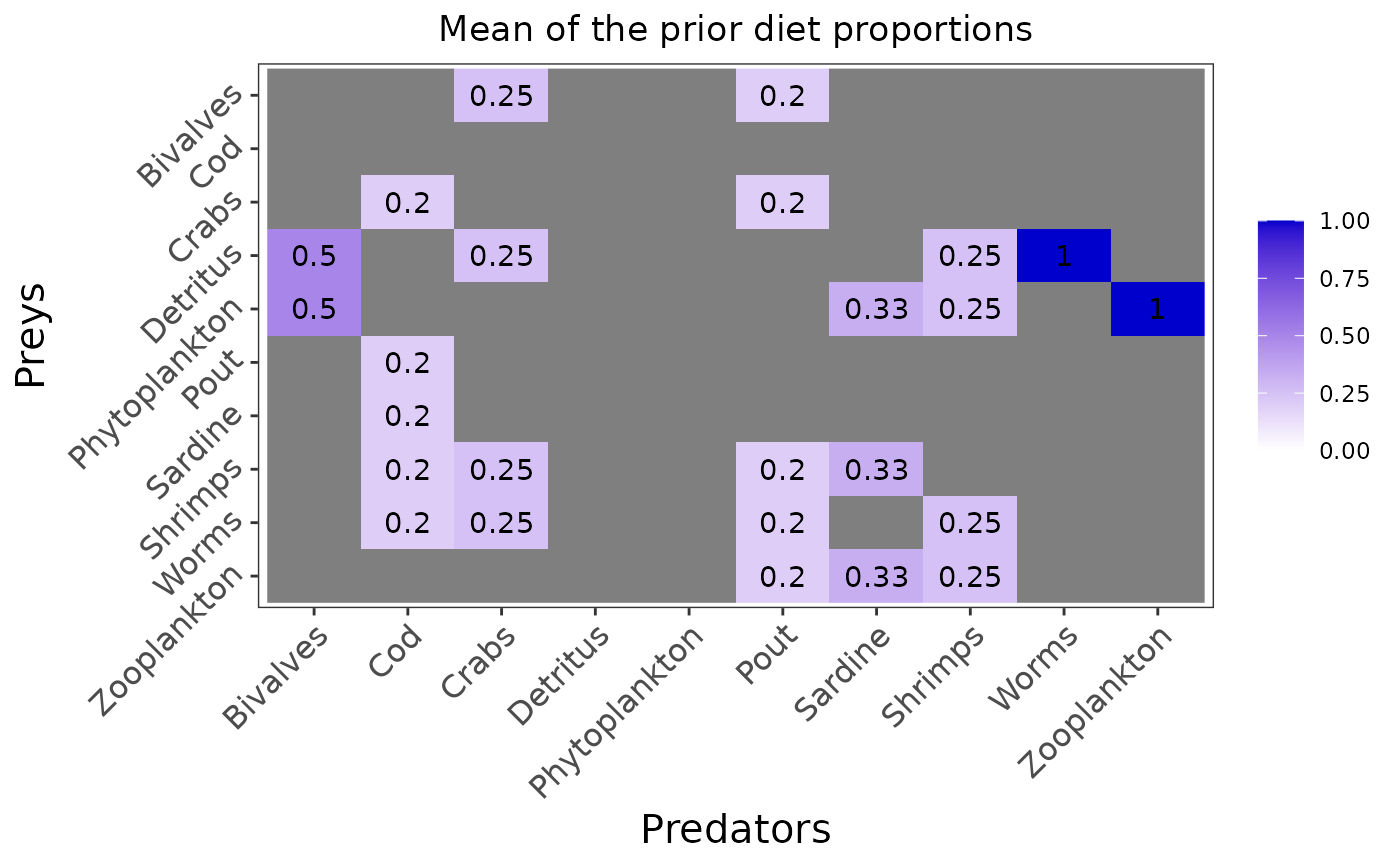 Mean of the prior diet proportions
Preys
Bivalves
0.25 0.2
Cod
Crabs
0.2 0.2
Detritus
0.5 0.25 0.25 1
Phytoplankton
0.5 0.33 0.25 1
Pout
0.2
Sardine
0.2
Shrimps
0.2 0.25 0.2 0.33
Worms
0.2 0.25 0.2 0.25
Zooplankton
0.2 0.33 0.25
Bivalves
Cod
Crabs
Detritus
Phytoplankton
Pout
Sardine
Shrimps
Worms
Zooplankton
Predators
1.00
0.75
0.50
0.25
0.00